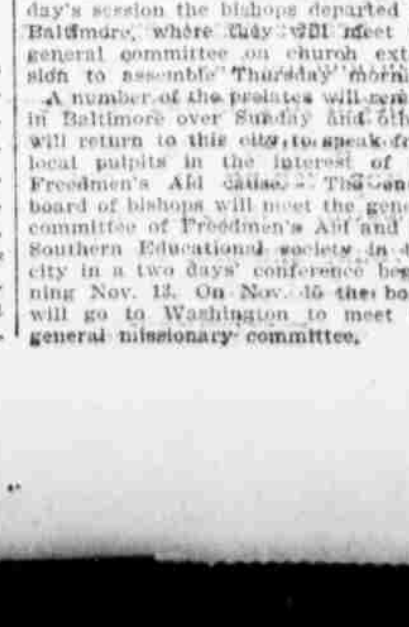 day's session the bishops departed
Baltimore, where they will meet
general committee on church ext
sion to assemble Thursday morni
A number of the prelates will rem
in Baltimore over Sunday and oth
will return to this city to speak f
local pulpits in the interest of
Freedmen's Aid cause. The
board of bishops will meet the gene
committee of Freedmen's Aid and
Southern Educational society in t
city in a two days' conference beg
ning Nov. 13. On Nov. 15 the bo
will go to Washington to meet
general missionary committee.